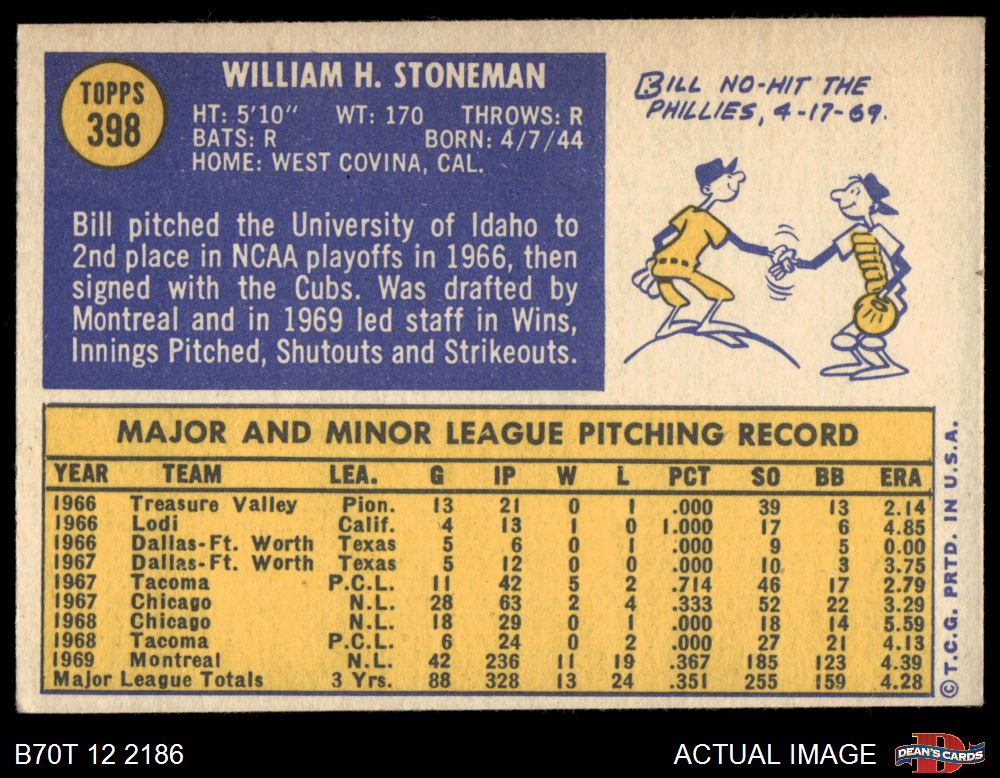 TOPPS
398
WILLIAM H. STONEMAN
HT: 5'10" WT: 170 THROWS: R
BATS: R BORN: 4/7/44
HOME: WEST COVINA, CAL.
Bill pitched the University of Idaho to
2nd place in NCAA playoffs in 1966, then
signed with the Cubs. Was drafted by
Montreal and in 1969 led staff in Wins,
Innings Pitched, Shutouts and Strikeouts.
BILL NO-HIT THE
PHILLIES, 4-17-69.
MAJOR AND MINOR LEAGUE PITCHING RECORD
YEAR TEAM LEA. G IP W L PCT SO BB ERA
1966 Treasure Valley Pion. 13 21 0 1 .000 39 13 2.14
1966 Lodi Calif. 4 13 1 0 1.000 17 6 4.85
1966 Dallas-Ft. Worth Texas 5 6 0 1 .000 9 5 0.00
1967 Dallas-Ft. Worth Texas 5 12 0 0 .000 10 3 3.75
1967 Tacoma P.C.L. 11 42 5 2 .714 46 17 2.79
1967 Chicago N.L. 28 63 2 4 .333 52 22 3.29
1968 Chicago N.L. 18 29 0 1 .000 18 14 5.59
1968 Tacoma P.C.L. 6 24 0 2 .000 27 21 4.13
1969 Montreal N.L. 42 236 11 19 .367 185 123 4.39
Major League Totals 3 Yrs. 88 328 13 24 .351 255 159 4.28
© T.C.G. PRTD. IN U.S.A.
B70T 12 2186 ACTUAL IMAGE
DEAN'S CARDS